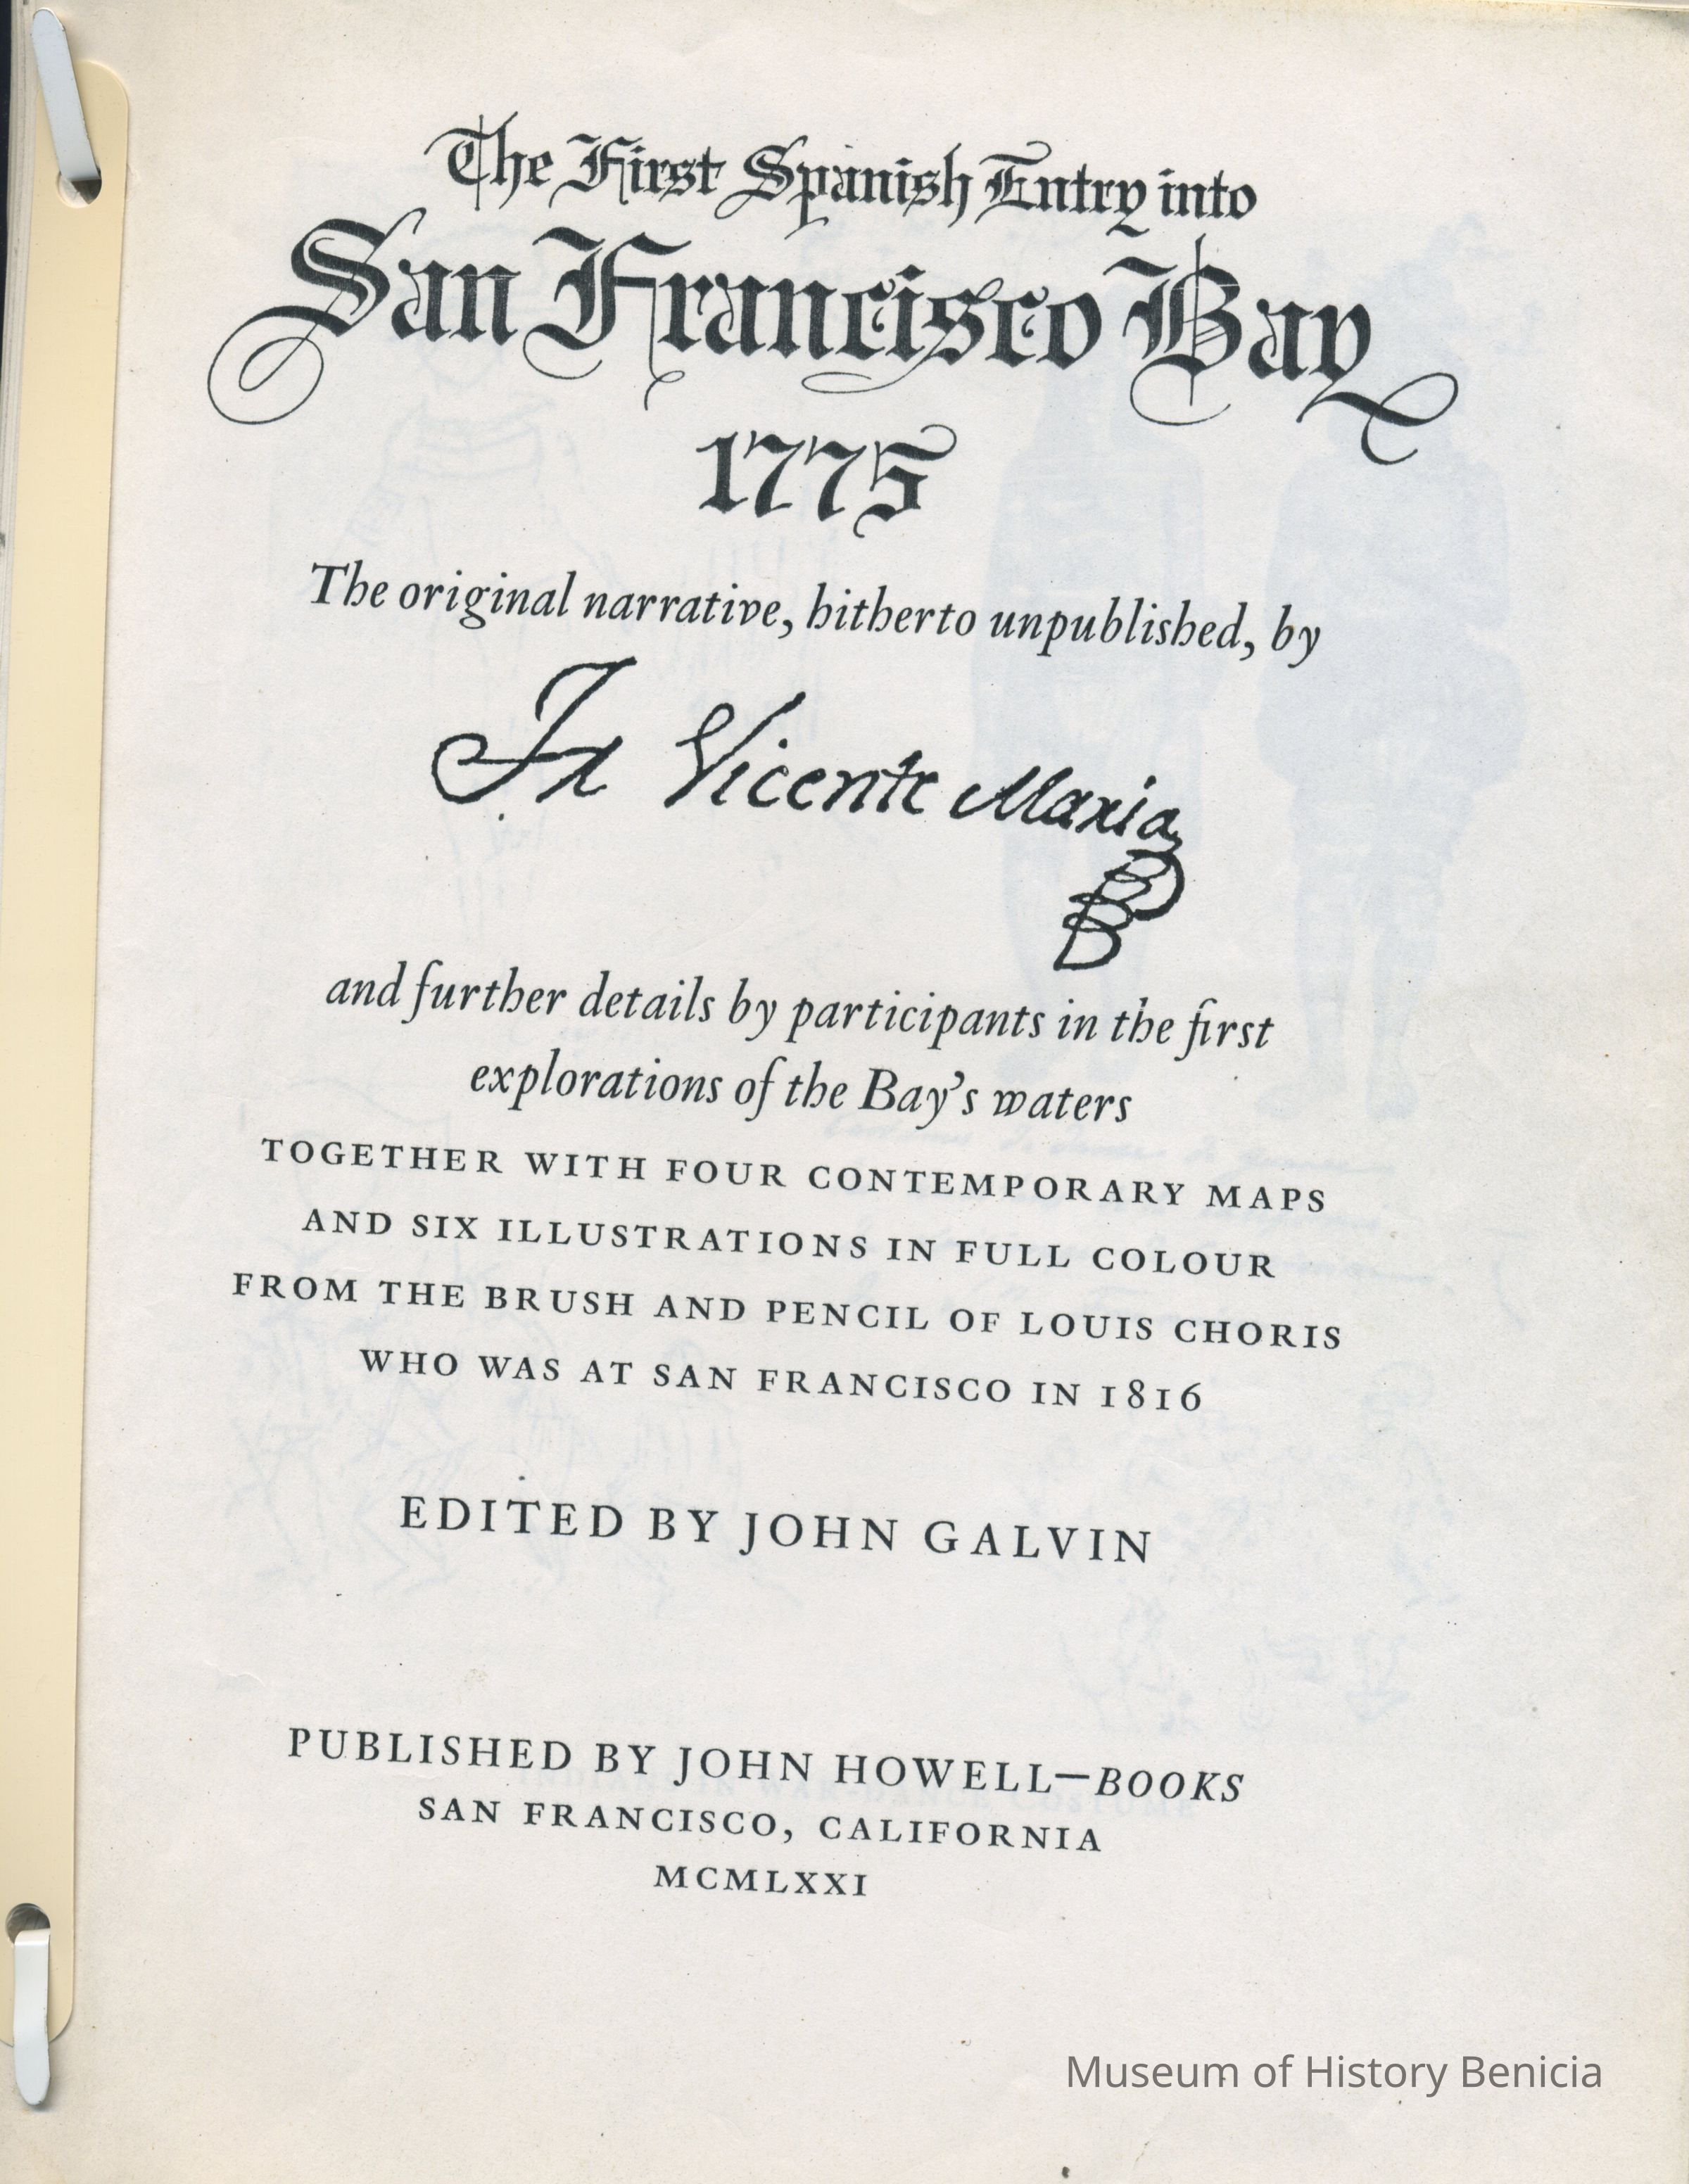 The First Spanish Entry into
San Francisco Bay
1775
The original narrative, hitherto unpublished, by
Fr Vicente Maria
and further details by participants in the first
explorations of the Bay's waters
TOGETHER WITH FOUR CONTEMPORARY MAPS
AND SIX ILLUSTRATIONS IN FULL COLOUR
FROM THE BRUSH AND PENCIL OF LOUIS CHORIS
WHO WAS AT SAN FRANCISCO IN 1816
EDITED BY JOHN GALVIN
PUBLISHED BY JOHN HOWELL—BOOKS
SAN FRANCISCO, CALIFORNIA
MCMLXXI
Museum of History Benicia